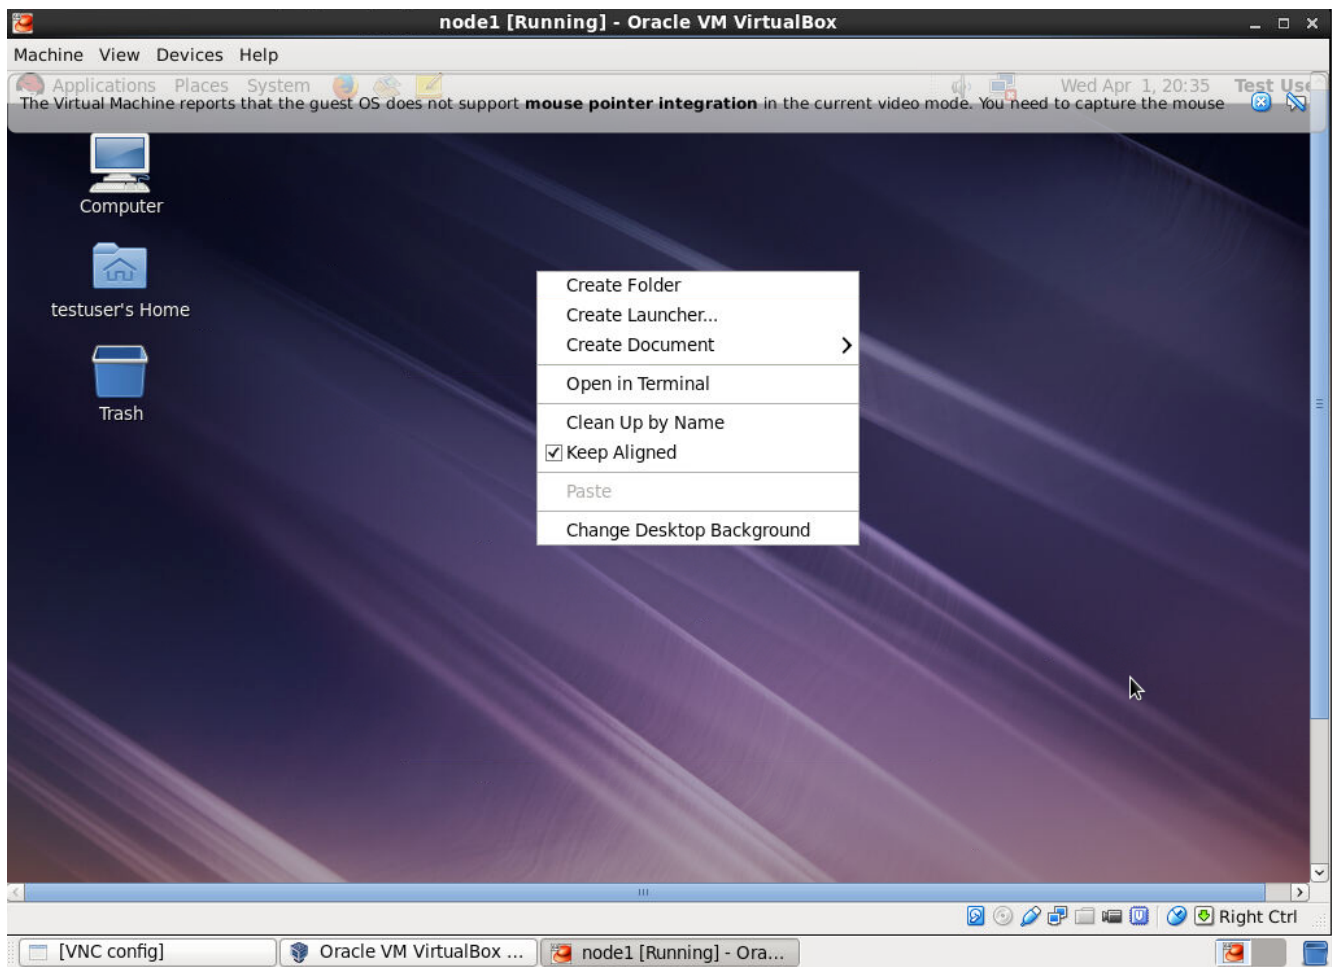 node1 [Running] - Oracle VM VirtualBox
Machine View Devices Help
Applications Places System Wed Apr 1, 20:35 Test Use
The Virtual Machine reports that the guest OS does not support mouse pointer integration in the current video mode. You need to capture the mouse
Computer
testuser's Home
Trash
Create Folder
Create Launcher...
Create Document
Open in Terminal
Clean Up by Name
Keep Aligned
Paste
Change Desktop Background
Right Ctrl
[VNC config] Oracle VM VirtualBox ... node1 [Running] - Ora...